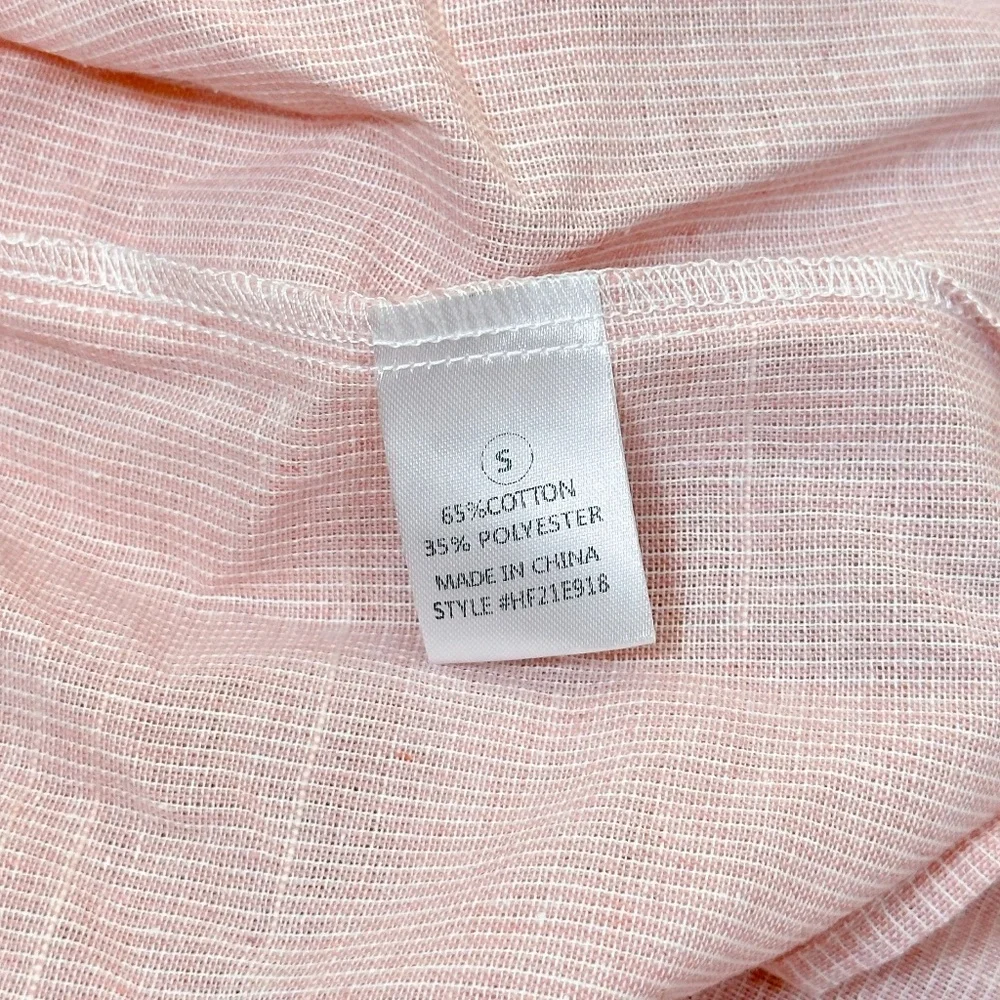 S
65%COTTON
35% POLYESTER
MADE IN CHINA
STYLE #HF21E918